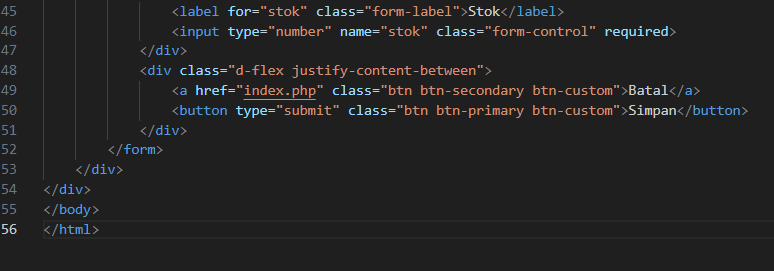 45 <label for="stok" class="form-label">Stok</label>
46 <input type="number" name="stok" class="form-control" required>
47 </div>
48 <div class="d-flex justify-content-between">
49 <a href="index.php" class="btn btn-secondary btn-custom">Batal</a>
50 <button type="submit" class="btn btn-primary btn-custom">Simpan</button>
51 </div>
52 </form>
53 </div>
54 </div>
55 </body>
56 </html>